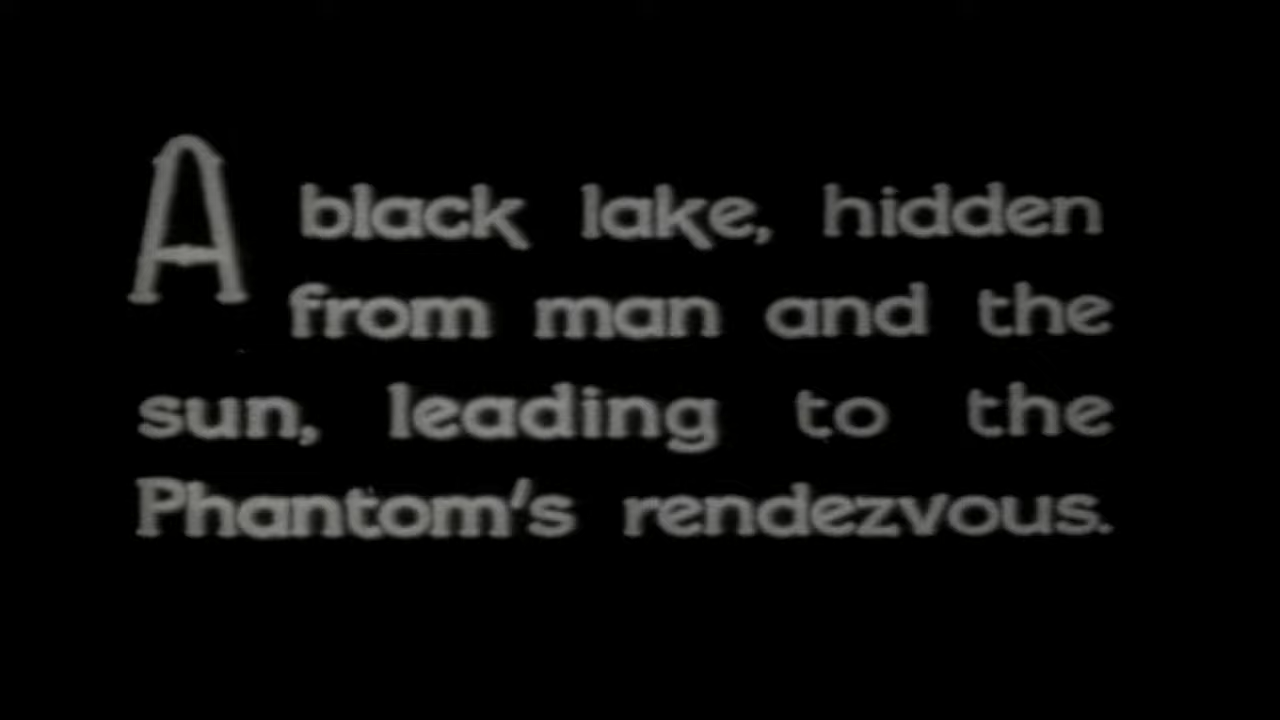 A black lake, hidden
from man and the
sun, leading to the
Phantom's rendezvous.